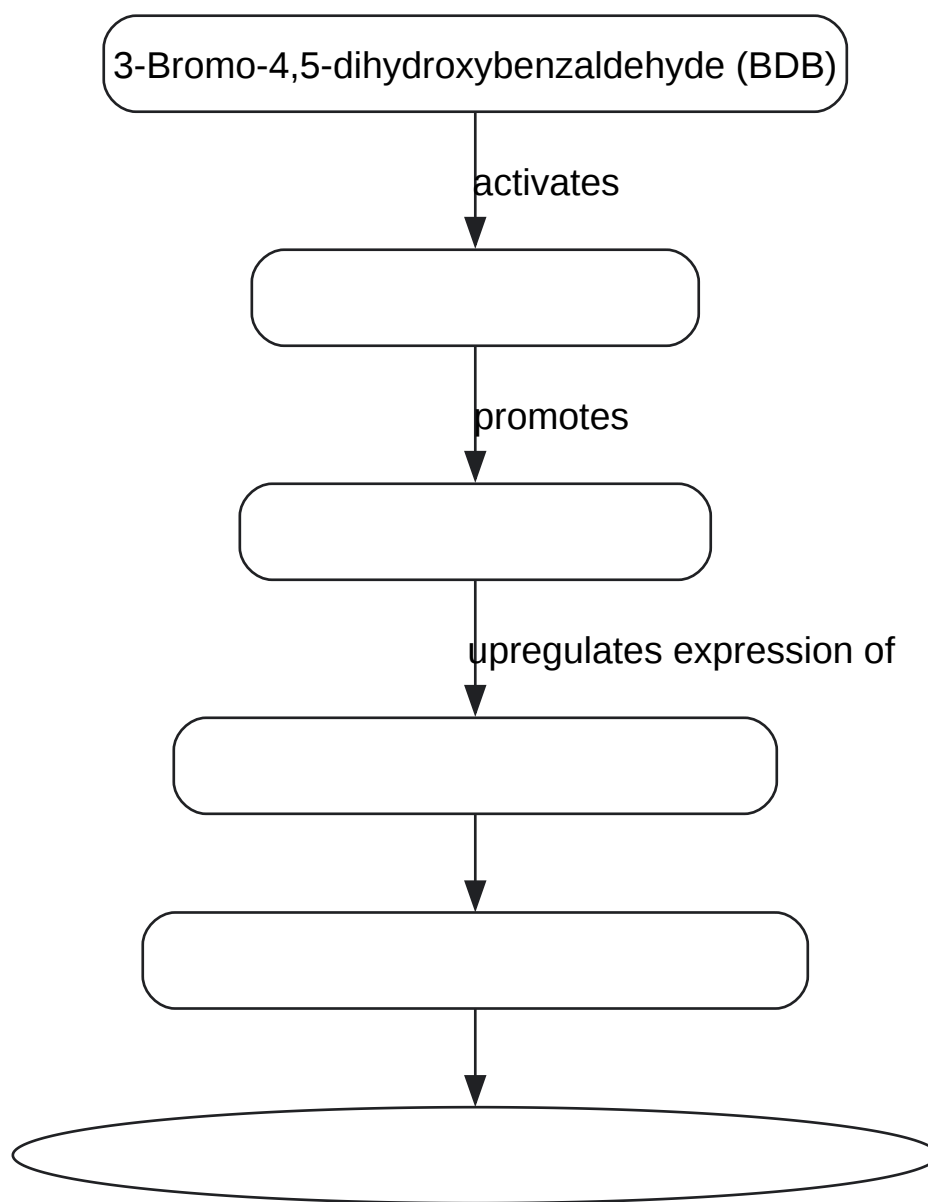 3-Bromo-4,5-dihydroxybenzaldehyde (BDB)
activates
promotes
upregulates expression of